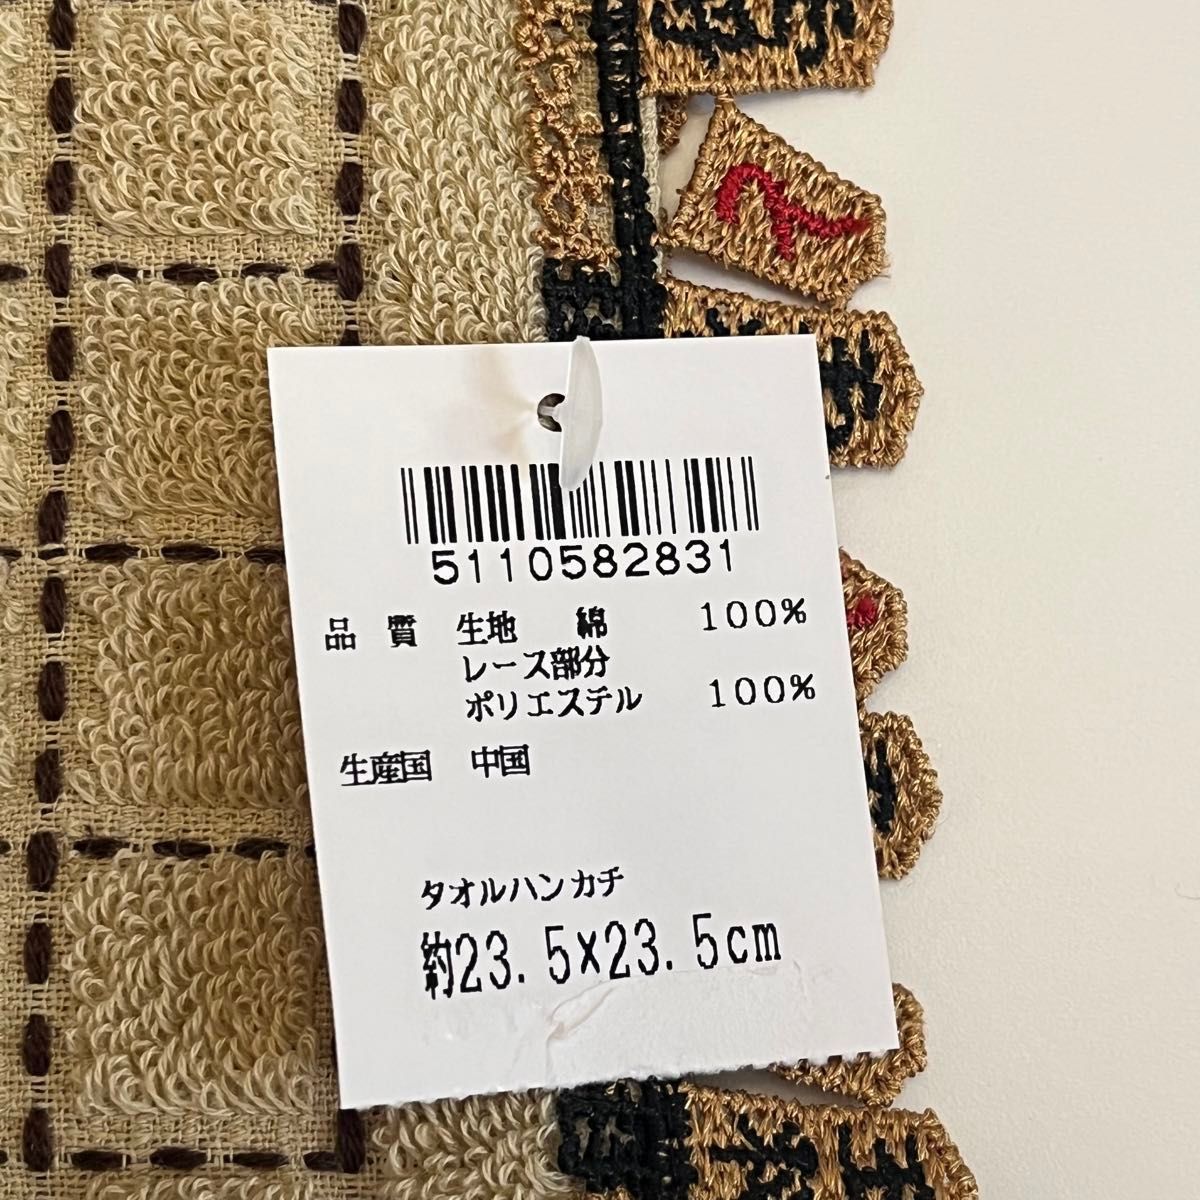 5110582831
品 質 生地 綿 100%
レース部分
ポリエステル 100%
生産国 中国
タオルハンカチ
約23.5×23.5cm